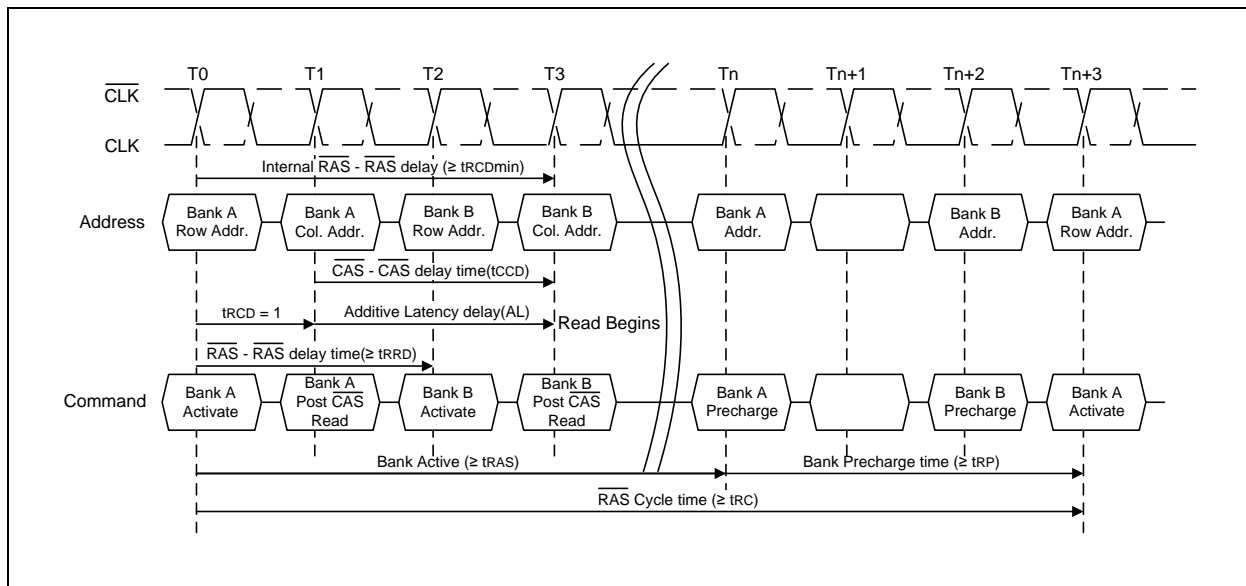 T0 T1 T2 T3 Tn Tn+1 Tn+2 Tn+3
CLK
CLK
Internal RAS - RAS delay (≥ tRCDmin)
Address
Bank A
Row Addr.
Bank A
Col. Addr.
Bank B
Row Addr.
Bank B
Col. Addr.
Bank A
Addr.
Bank B
Addr.
Bank A
Row Addr.
CAS - CAS delay time(tCCD)
tRCD = 1
Additive Latency delay(AL)
Read Begins
RAS - RAS delay time(≥ tRRD)
Command
Bank A
Activate
Bank A
Post CAS
Read
Bank B
Activate
Bank B
Post CAS
Read
Bank A
Precharge
Bank B
Precharge
Bank A
Activate
Bank Active (≥ tRAS)
Bank Precharge time (≥ tRP)
RAS Cycle time (≥ tRC)